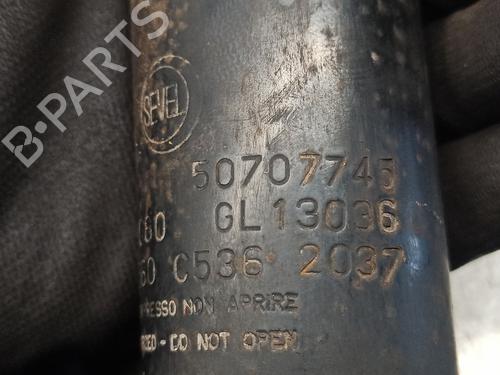 B-PARTS
SEVEL
50707745
GL13036
C536 2037
NON APRIRE
- DO NOT OPEN